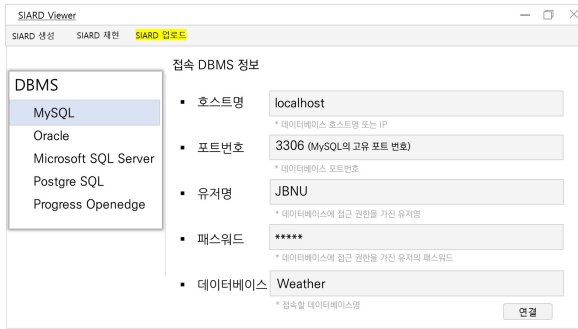 SIARD Viewer
SIARD 생성 SIARD 재현 SIARD 업로드
접속 DBMS 정보
DBMS
MySQL
Oracle
Microsoft SQL Server
Postgre SQL
Progress Openedge
▪ 호스트명 localhost
* 데이터베이스 호스트명 또는 IP
▪ 포트번호 3306 (MySQL의 고유 포트 번호)
* 데이터베이스 포트번호
▪ 유저명 JBNU
* 데이터베이스에 접근 권한을 가진 유저명
▪ 패스워드 *****
* 데이터베이스에 접근 권한을 가진 유저의 패스워드
▪ 데이터베이스 Weather
* 접속할 데이터베이스명
연결